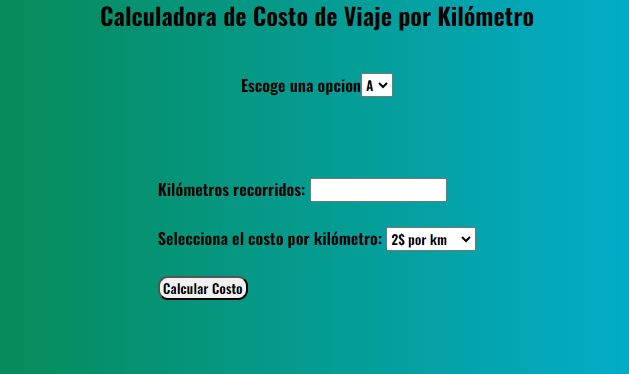 Calculadora de Costo de Viaje por Kilómetro
Escoge una opcion A
Kilómetros recorridos:
Selecciona el costo por kilómetro: 2$ por km
Calcular Costo